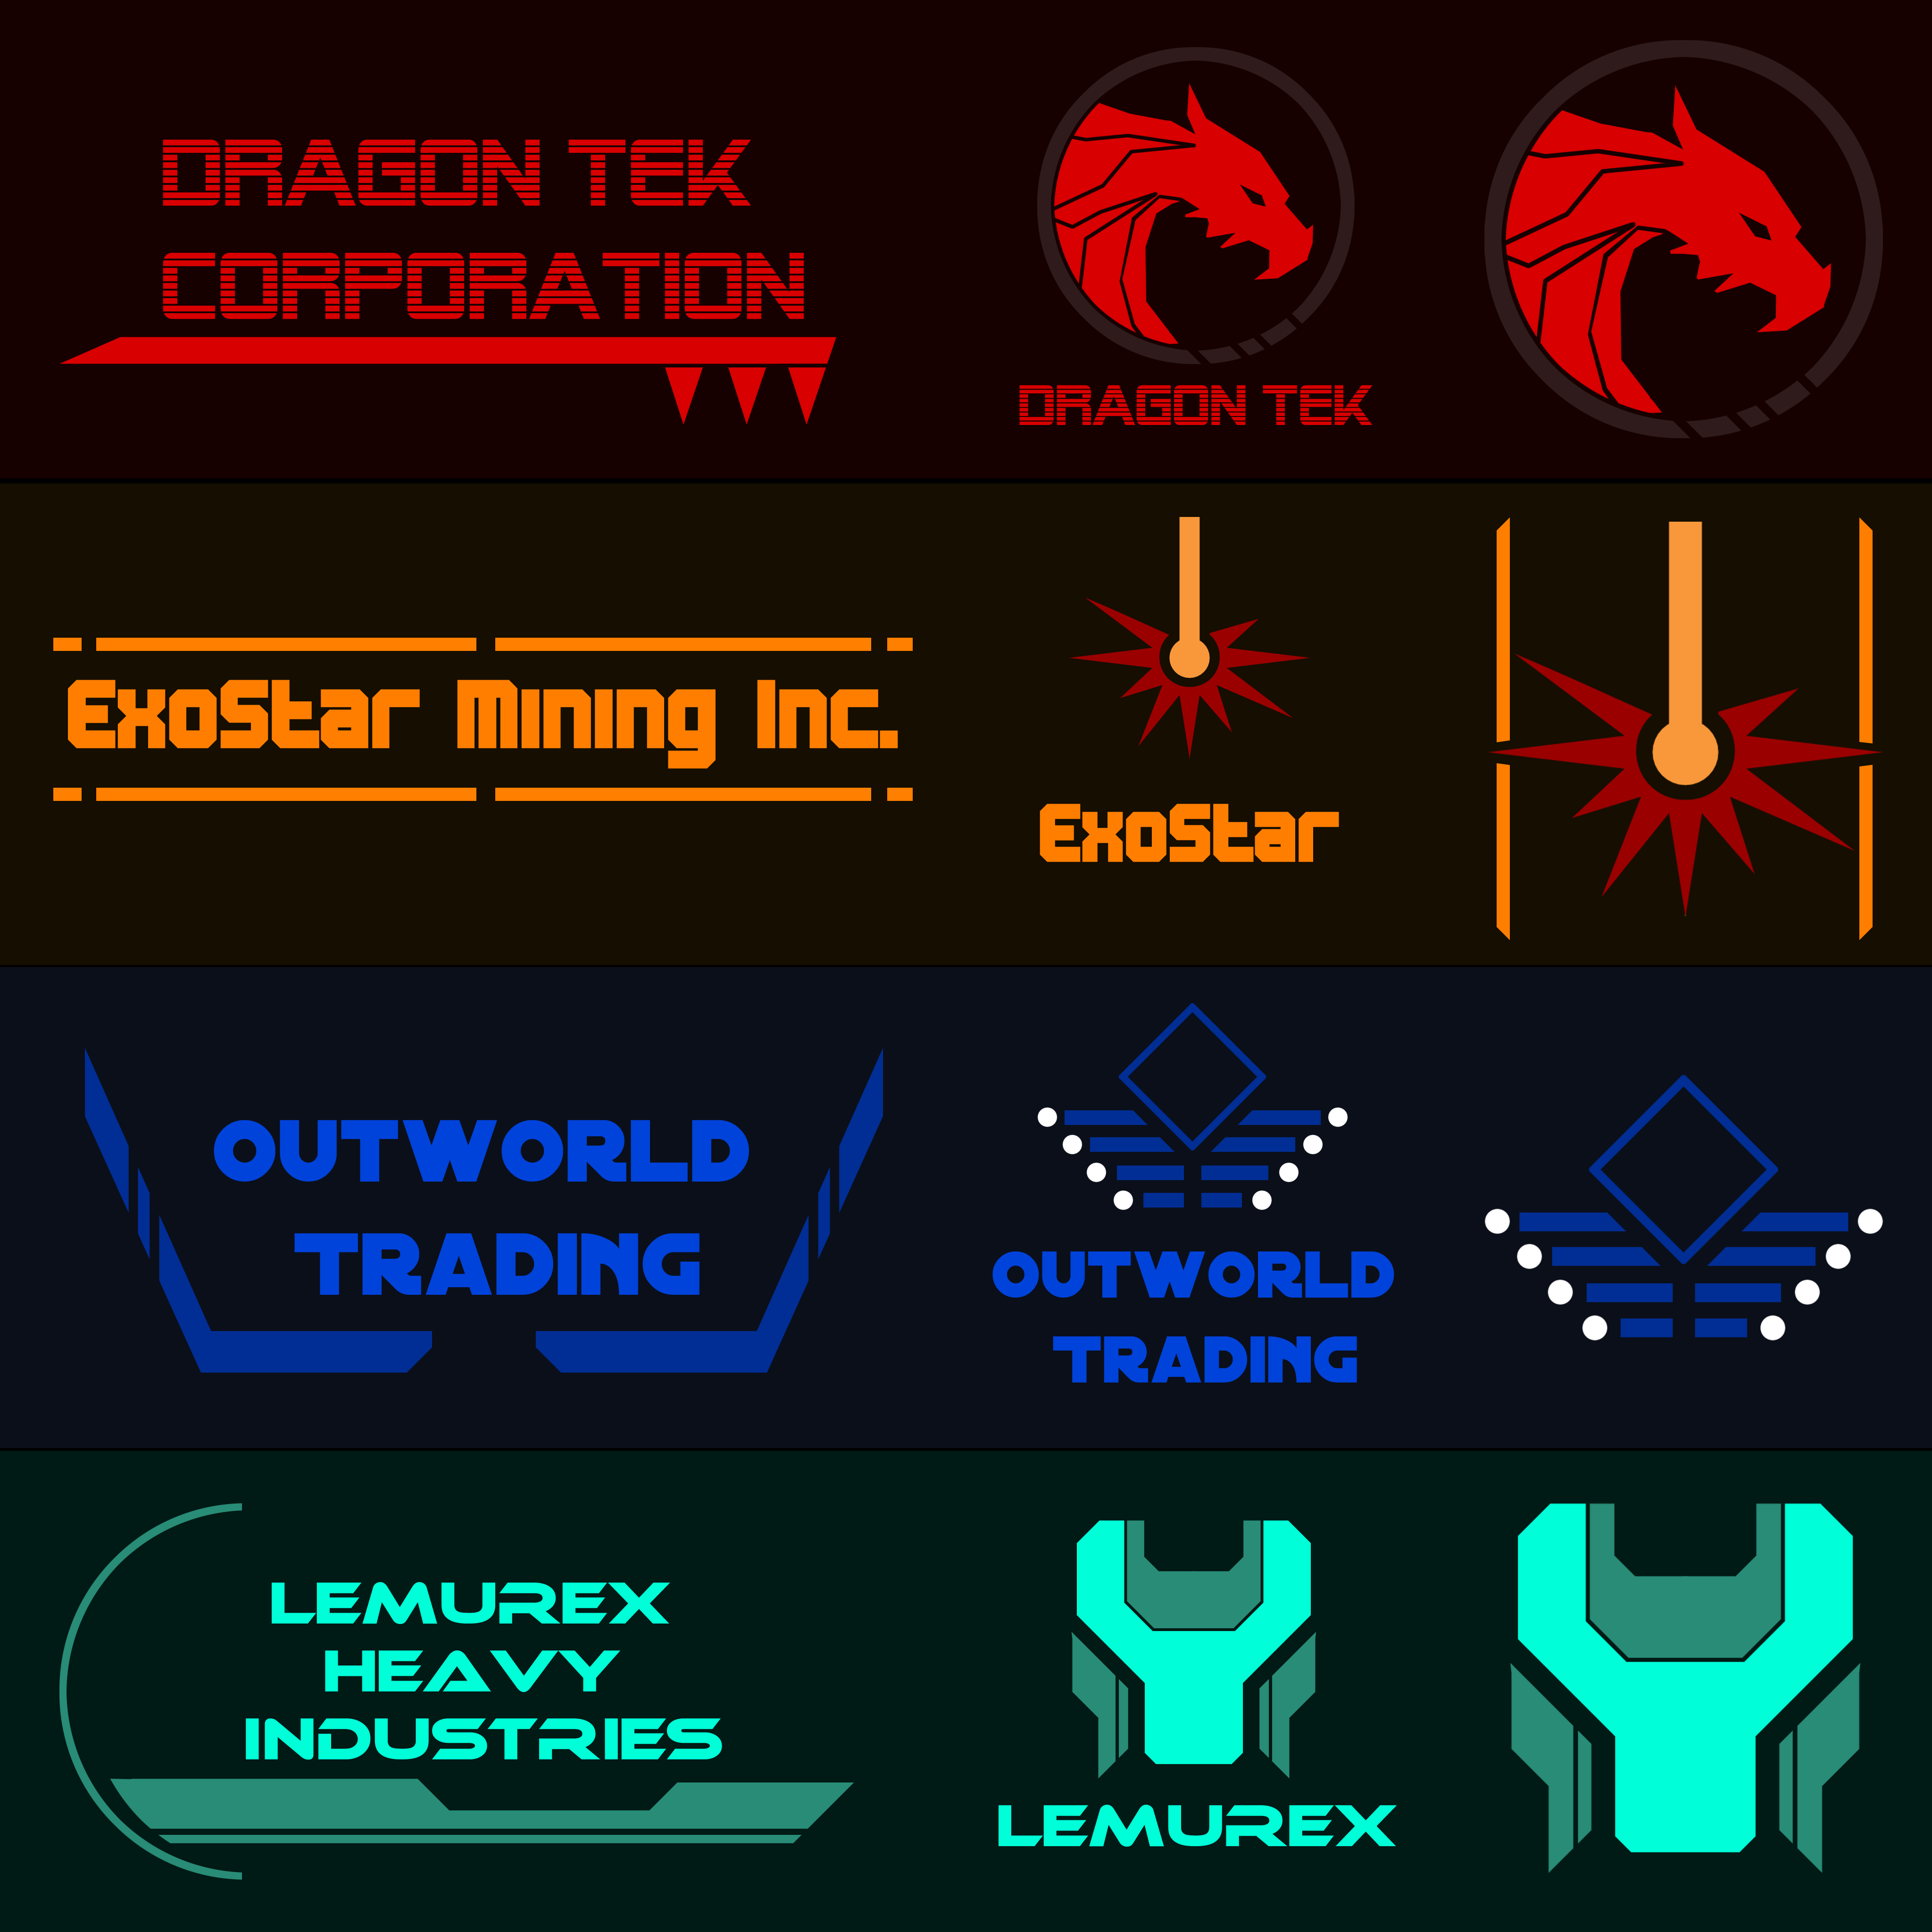 DRAGON TEK
CORPORATION
DRAGON TEK
ExoStar Mining Inc.
ExoStar
OUTWORLD
TRADING
OUTWORLD
TRADING
LEMUREX
HEAVY
INDUSTRIES
LEMUREX